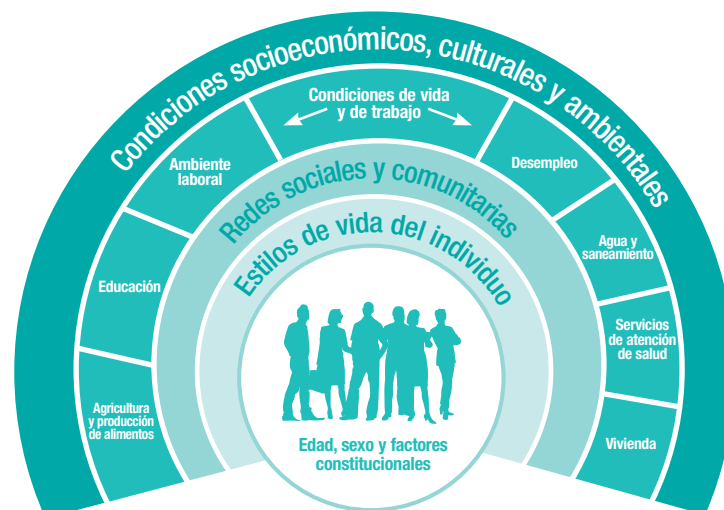 Condiciones socioeconómicos, culturales y ambientales
Condiciones de vida
y de trabajo
Ambiente
laboral
Desempleo
Redes sociales y comunitarias
Estilos de vida del individuo
Agua y
saneamiento
Educación
Servicios
de atención
de salud
Agricultura
y producción
de alimentos
Vivienda
Edad, sexo y factores
constitucionales